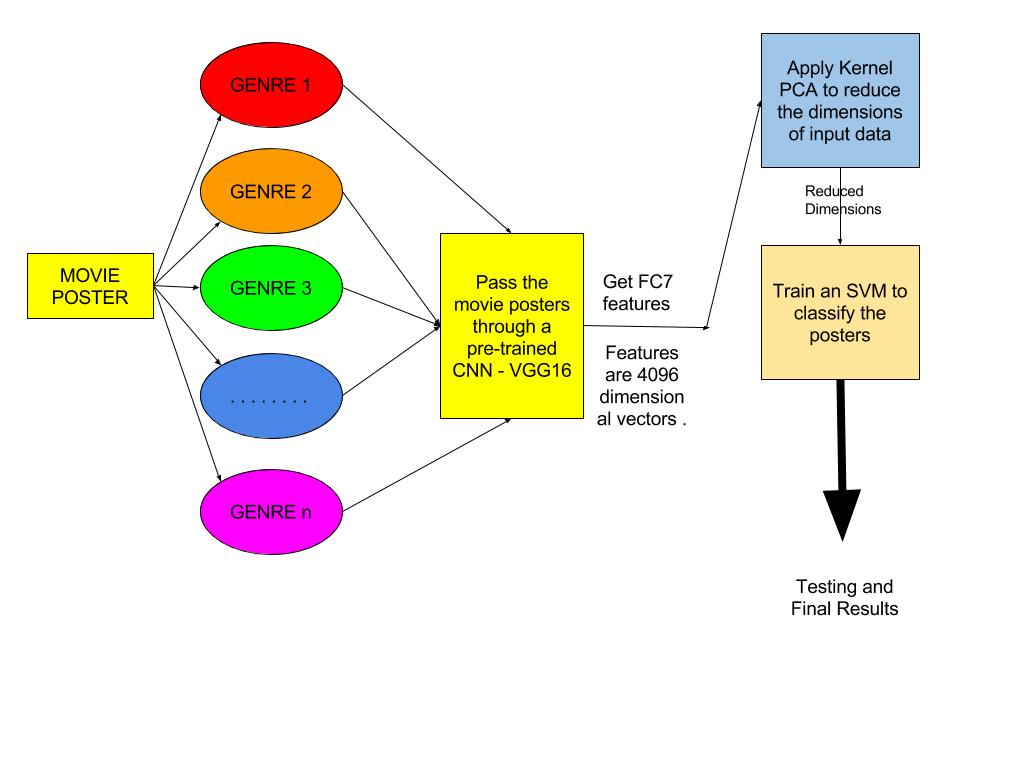 MOVIE
POSTER
GENRE 1
GENRE 2
GENRE 3
. . . . . . . .
GENRE n
Pass the
movie posters
through a
pre-trained
CNN - VGG16
Get FC7
features
Features
are 4096
dimension
al vectors .
Apply Kernel
PCA to reduce
the dimensions
of input data
Reduced
Dimensions
Train an SVM to
classify the
posters
Testing and
Final Results